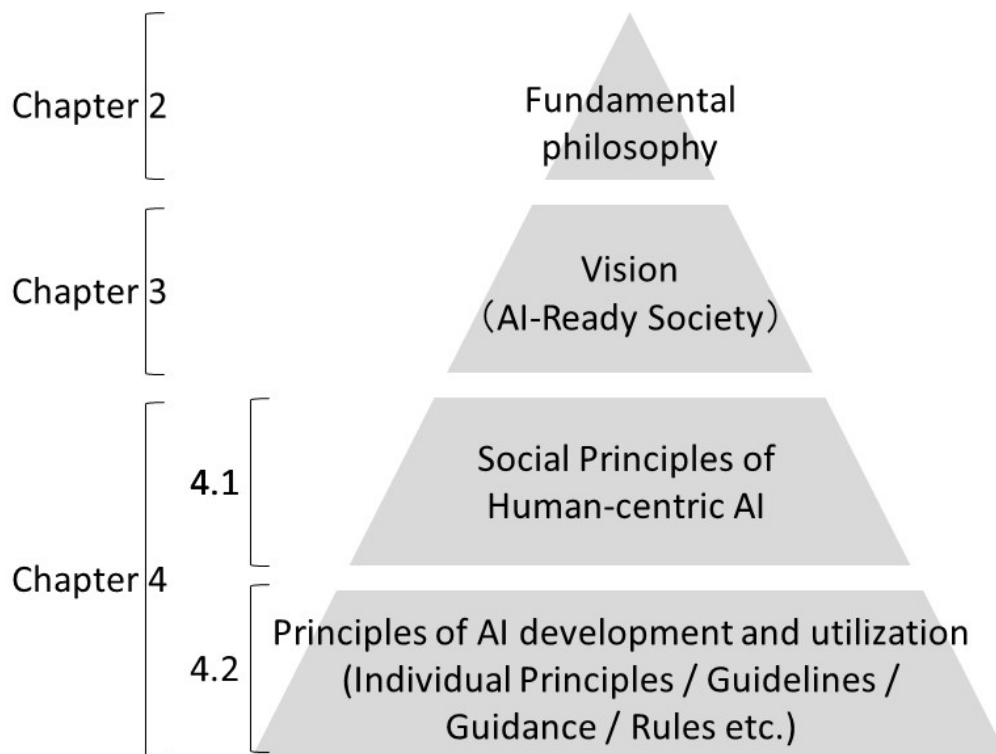 Chapter 2
Fundamental
philosophy
Chapter 3
Vision
（AI-Ready Society）
Chapter 4
4.1
Social Principles of
Human-centric AI
4.2
Principles of AI development and utilization
(Individual Principles / Guidelines /
Guidance / Rules etc.)